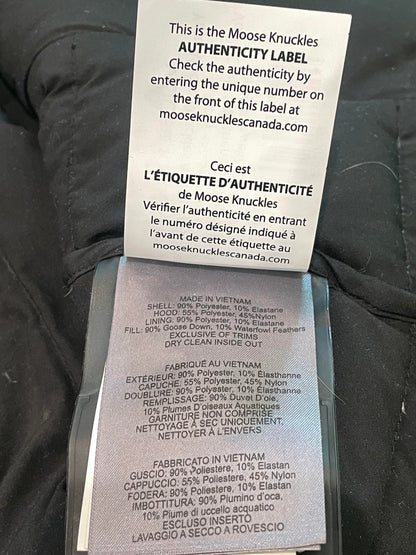 This is the Moose Knuckles
AUTHENTICITY LABEL
Check the authenticity by
entering the unique number on
the front of this label at
mooseknucklescanada.com
Ceci est
L'ÉTIQUETTE D'AUTHENTICITÉ
de Moose Knuckles
Vérifier l'authenticité en entrant
le numéro désigné indiqué à
l'avant de cette étiquette au
mooseknucklescanada.com
MADE IN VIETNAM
SHELL: 90% Polyester, 10% Elastane
HOOD: 55% Polyester, 45%Nylon
LINING: 90% Polyester, 10% Elastane
FILL: 90% Goose Down, 10% Waterfowl Feathers
EXCLUSIVE OF TRIMS
DRY CLEAN INSIDE OUT
FABRIQUÉ AU VIETNAM
EXTÉRIEUR: 90% Polyester, 10% Élasthanne
CAPUCHE: 55% Polyester, 45% Nylon
DOUBLURE: 90% Polyester, 10% Élasthanne
REMPLISSAGE: 90% Duvet D'oie,
10% Plumes D'oiseaux Aquatiques
GARNITURE NON COMPRISE
NETTOYAGE À SEC UNIQUEMENT.
NETTOYER À L'ENVERS
FABBRICATO IN VIETNAM
GUSCIO: 90% Poliestere, 10% Elastan
CAPPUCCIO: 55% Poliestere, 45% Nylon
FODERA: 90% Poliestere, 10% Elastan
IMBOTTITURA: 90% Piumino d'oca,
10% Piume di uccello acquatico
ESCLUSO INSERTO
LAVAGGIO A SECCO A ROVESCIO